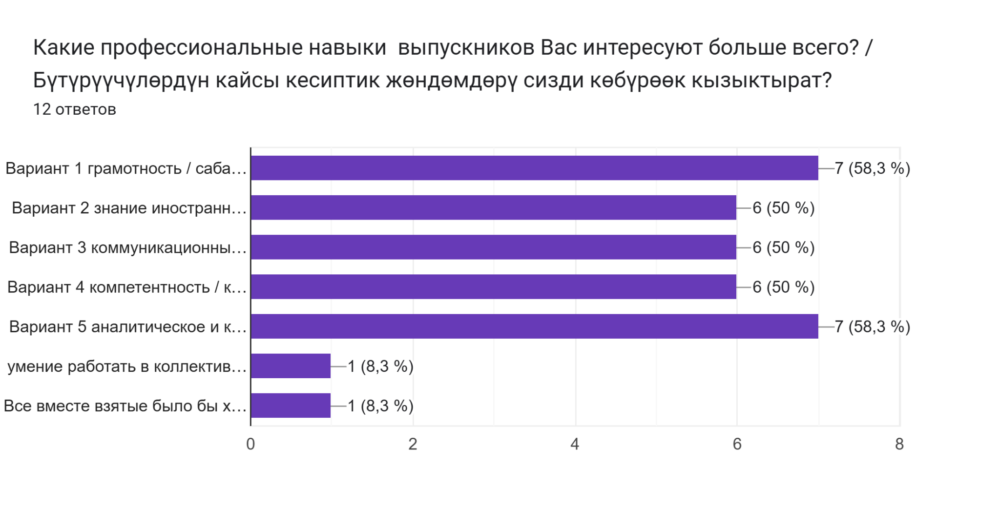 Какие профессиональные навыки  выпускников Вас интересуют больше всего? /
Бүтүрүүчүлөрдүн кайсы кесиптик жөндөмдөрү сизди көбүрөөк кызыктырат?
12 ответов
Вариант 1 грамотность / саба… 7 (58,3 %)
Вариант 2 знание иностранн… 6 (50 %)
Вариант 3 коммуникационны… 6 (50 %)
Вариант 4 компетентность / к… 6 (50 %)
Вариант 5 аналитическое и к… 7 (58,3 %)
умение работать в коллектив… 1 (8,3 %)
Все вместе взятые было бы х… 1 (8,3 %)
0 2 4 6 8